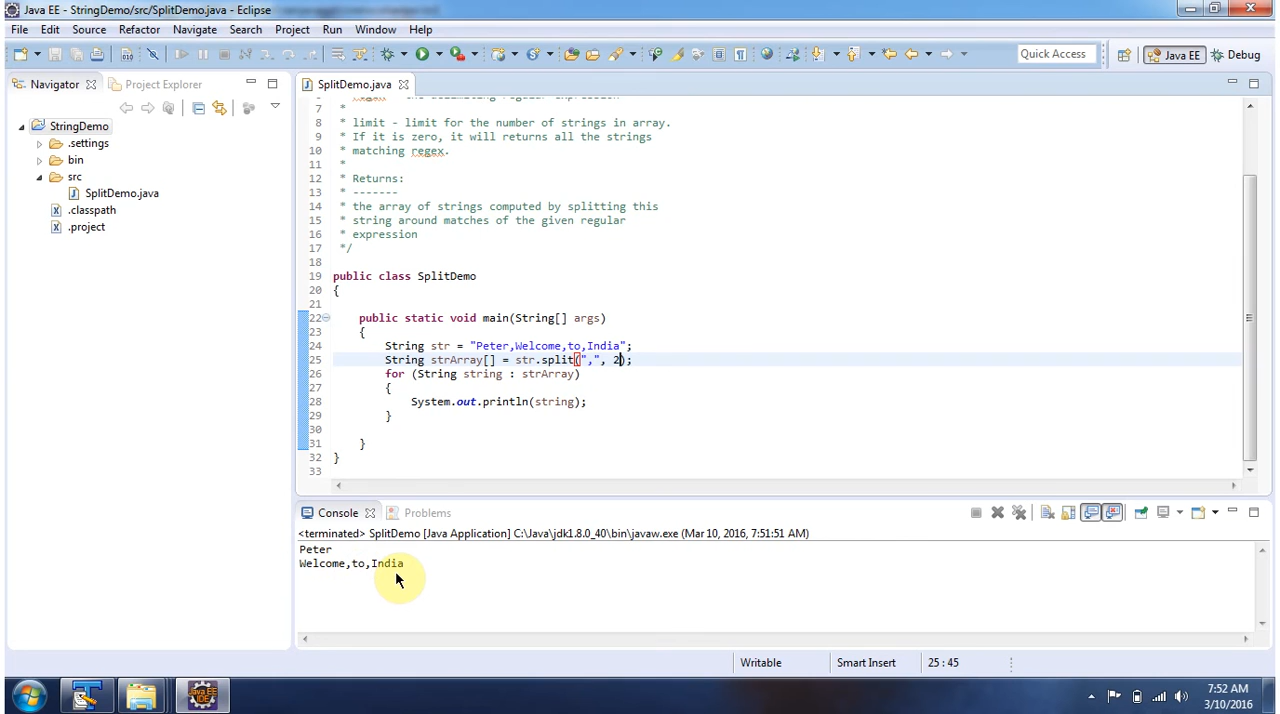 Java EE - StringDemo/src/SplitDemo.java - Eclipse
File Edit Source Refactor Navigate Search Project Run Window Help
Quick Access Java EE Debug
Navigator Project Explorer
StringDemo
.settings
bin
src
SplitDemo.java
.classpath
.project
SplitDemo.java
7 *
8 * limit - limit for the number of strings in array.
9 * If it is zero, it will returns all the strings
10 * matching regex.
11 *
12 * Returns:
13 * -------
14 * the array of strings computed by splitting this
15 * string around matches of the given regular
16 * expression
17 */
18
19 public class SplitDemo
20 {
21
22 public static void main(String[] args)
23 {
24 String str = "Peter,Welcome,to,India";
25 String strArray[] = str.split(",", 2);
26 for (String string : strArray)
27 {
28 System.out.println(string);
29 }
30
31 }
32 }
33
Console Problems
<terminated> SplitDemo [Java Application] C:\Java\jdk1.8.0_40\bin\javaw.exe (Mar 10, 2016, 7:51:51 AM)
Peter
Welcome,to,India
Writable Smart Insert 25 : 45
Java EE
IDE
7:52 AM
3/10/2016